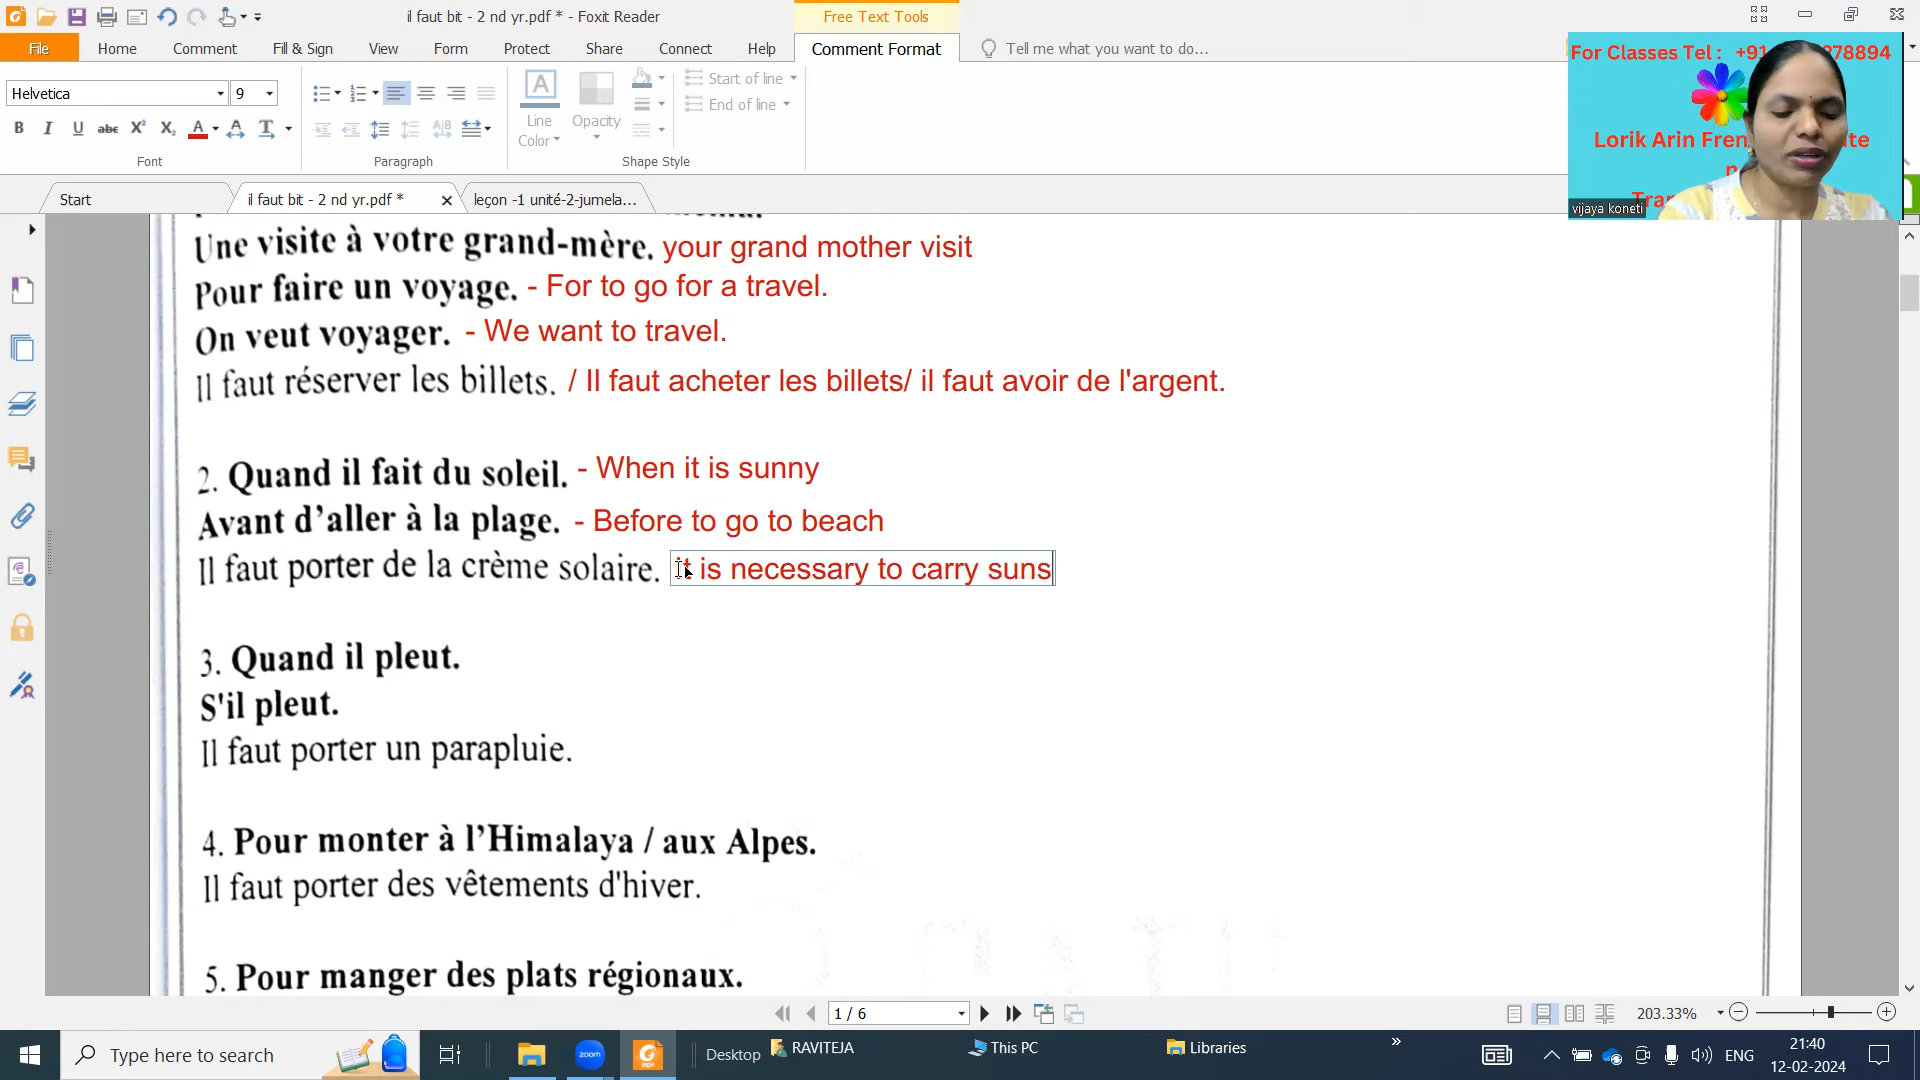 il faut bit - 2 nd yr.pdf * - Foxit Reader
Free Text Tools
File Home Comment Fill & Sign View Form Protect Share Connect Help Comment Format Tell me what you want to do...
For Classes Tel : +91 278894
Lorik Arin
vijaya koneti
Helvetica 9
Start of line
End of line
Line Color
Opacity
Font Paragraph Shape Style
Start
il faut bit - 2 nd yr.pdf *
leçon -1 unité-2-jumela...
Une visite à votre grand-mère. your grand mother visit
Pour faire un voyage. - For to go for a travel.
On veut voyager. - We want to travel.
Il faut réserver les billets. / Il faut acheter les billets/ il faut avoir de l'argent.
2. Quand il fait du soleil. - When it is sunny
Avant d'aller à la plage. - Before to go to beach
Il faut porter de la crème solaire. it is necessary to carry suns
3. Quand il pleut.
S'il pleut.
Il faut porter un parapluie.
4. Pour monter à l'Himalaya / aux Alpes.
Il faut porter des vêtements d'hiver.
5. Pour manger des plats régionaux.
1 / 6
203.33%
Type here to search
zoom
Desktop
RAVITEJA
This PC
Libraries
ENG
21:40
12-02-2024